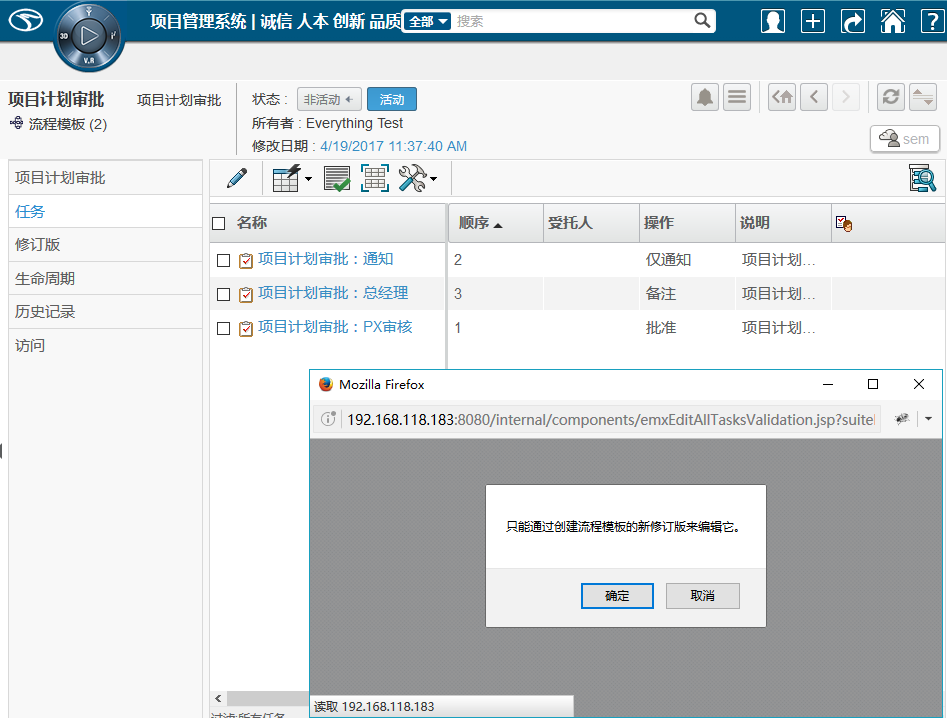 项目管理系统 | 诚信 人本 创新 品质
全部
搜索
3D
V.R
项目计划审批
项目计划审批
流程模板 (2)
状态 :
非活动
活动
所有者 : Everything Test
修改日期 : 4/19/2017 11:37:40 AM
sem
项目计划审批
任务
修订版
生命周期
历史记录
访问
名称 顺序 受托人 操作 说明
项目计划审批：通知 2 仅通知 项目计划…
项目计划审批：总经理 3 备注 项目计划…
项目计划审批：PX审核 1 批准 项目计划…
Mozilla Firefox
192.168.118.183:8080/internal/components/emxEditAllTasksValidation.jsp?suite
只能通过创建流程模板的新修订版来编辑它。
确定 取消
读取 192.168.118.183
过滤:所有任务